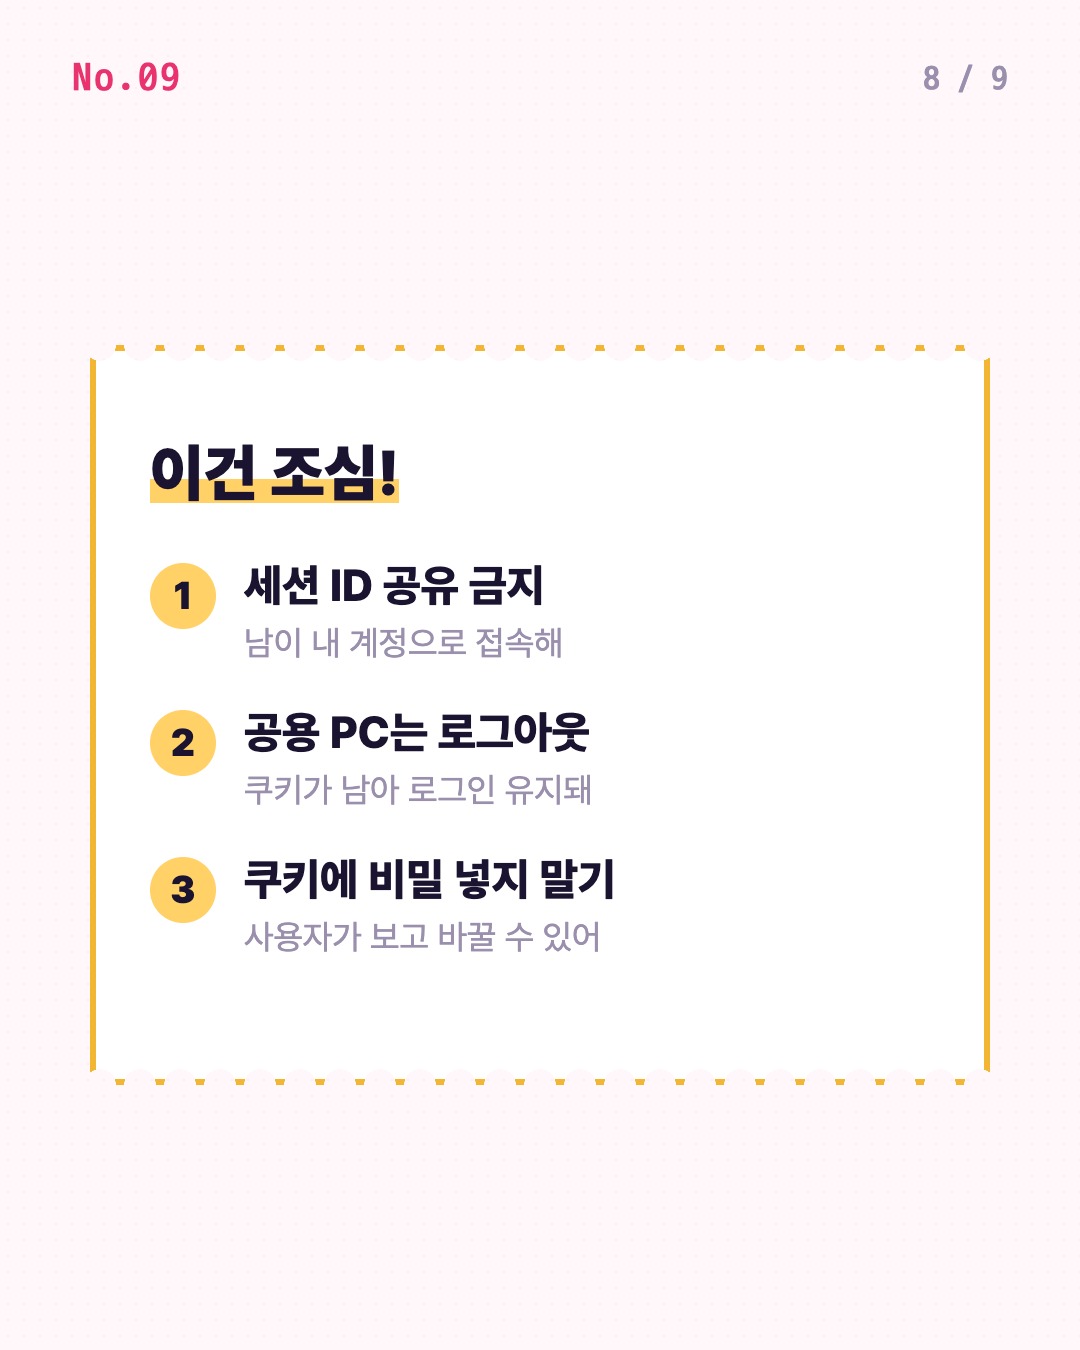 No.09
8 / 9
이건 조심!
1
세션 ID 공유 금지
남이 내 계정으로 접속해
2
공용 PC는 로그아웃
쿠키가 남아 로그인 유지돼
3
쿠키에 비밀 넣지 말기
사용자가 보고 바꿀 수 있어